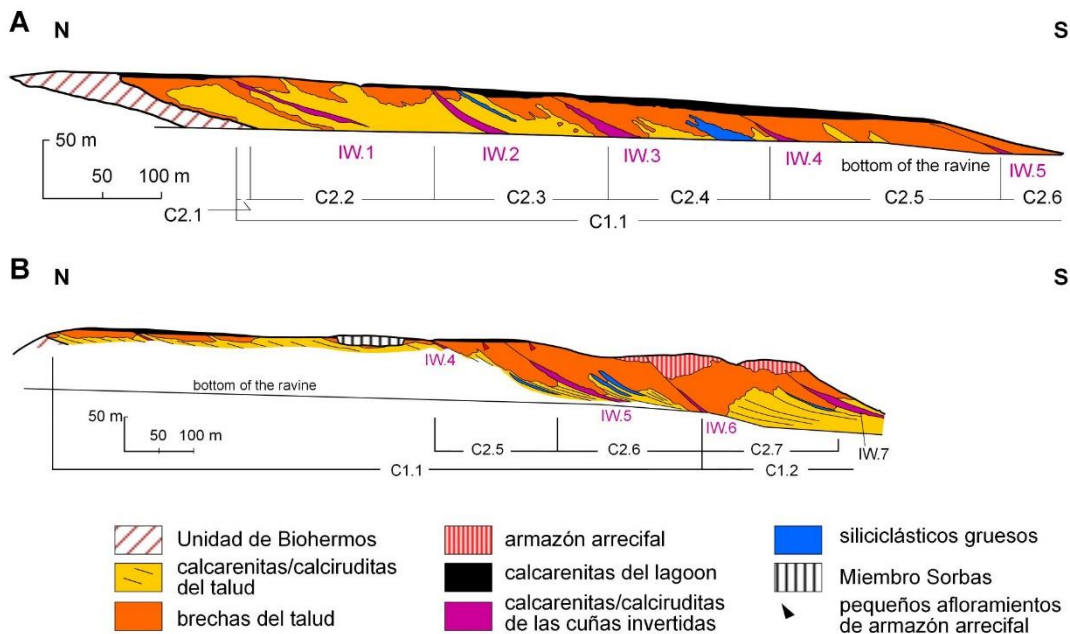 A N S
50 m
50 100 m
IW.1 IW.2 IW.3 IW.4 IW.5
bottom of the ravine
C2.1 C2.2 C2.3 C2.4 C2.5 C2.6
C1.1
B N S
bottom of the ravine
50 m
50 100 m
IW.4
IW.5
IW.6
IW.7
C2.5 C2.6 C2.7
C1.1 C1.2
Unidad de Biohermos
calcarenitas/calciruditas
del talud
brechas del talud
armazón arrecifal
calcarenitas del lagoon
calcarenitas/calciruditas
de las cuñas invertidas
siliciclásticos gruesos
Miembro Sorbas
pequeños afloramientos
de armazón arrecifal